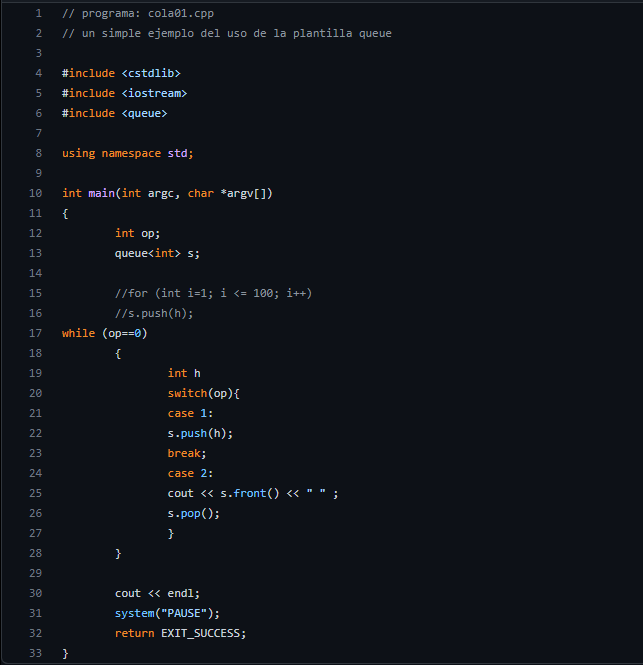 1 // programa: cola01.cpp
2 // un simple ejemplo del uso de la plantilla queue
3
4 #include <cstdlib>
5 #include <iostream>
6 #include <queue>
7
8 using namespace std;
9
10 int main(int argc, char *argv[])
11 {
12 int op;
13 queue<int> s;
14
15 //for (int i=1; i <= 100; i++)
16 //s.push(h);
17 while (op==0)
18 {
19 int h
20 switch(op){
21 case 1:
22 s.push(h);
23 break;
24 case 2:
25 cout << s.front() << " " ;
26 s.pop();
27 }
28 }
29
30 cout << endl;
31 system("PAUSE");
32 return EXIT_SUCCESS;
33 }